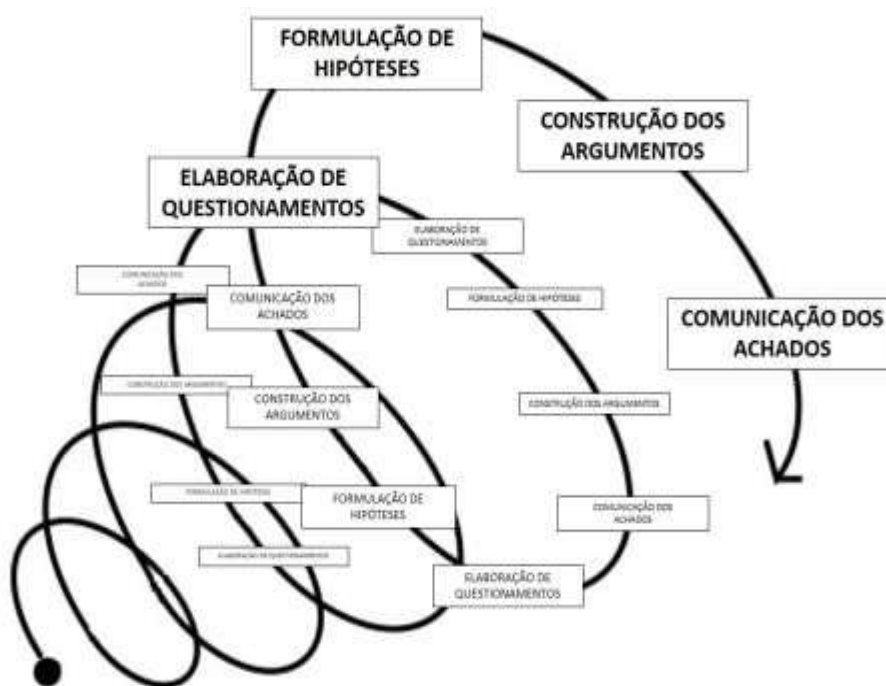 FORMULAÇÃO DE
HIPÓTESES
CONSTRUÇÃO DOS
ARGUMENTOS
ELABORAÇÃO DE
QUESTIONAMENTOS
ELABORAÇÃO DE
QUESTIONAMENTOS
COMUNICAÇÃO DOS
ACHADOS
COMUNICAÇÃO DOS
ACHADOS
FORMULAÇÃO DE HIPÓTESES
COMUNICAÇÃO DOS
ACHADOS
CONSTRUÇÃO DOS ARGUMENTOS
CONSTRUÇÃO DOS
ARGUMENTOS
CONSTRUÇÃO DOS ARGUMENTOS
FORMULAÇÃO DE HIPÓTESE
FORMULAÇÃO DE
HIPÓTESES
COMUNICAÇÃO DOS
ACHADOS
ELABORAÇÃO DE QUESTIONAMENTOS
ELABORAÇÃO DE
QUESTIONAMENTOS